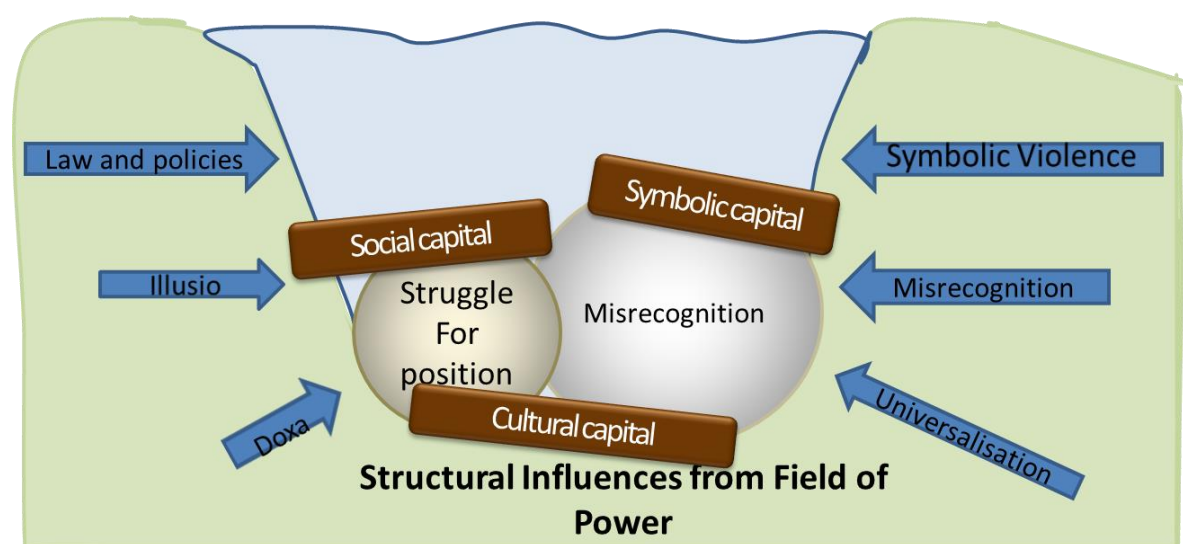 Law and policies
Symbolic Violence
Symbolic capital
Social capital
Illusio
Struggle
For
position
Misrecognition
Misrecognition
Doxa
Cultural capital
Universalisation
Structural Influences from Field of
Power